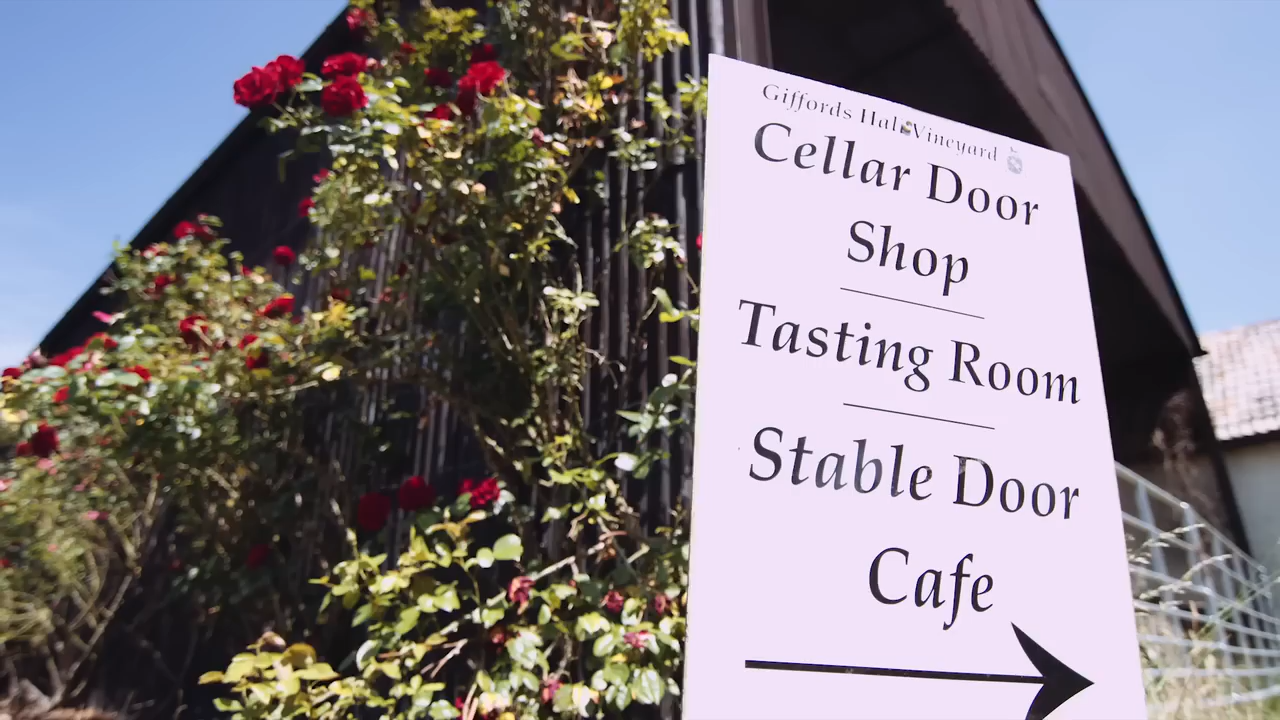 Giffords Hall Vineyard
Cellar Door
Shop
Tasting Room
Stable Door
Cafe